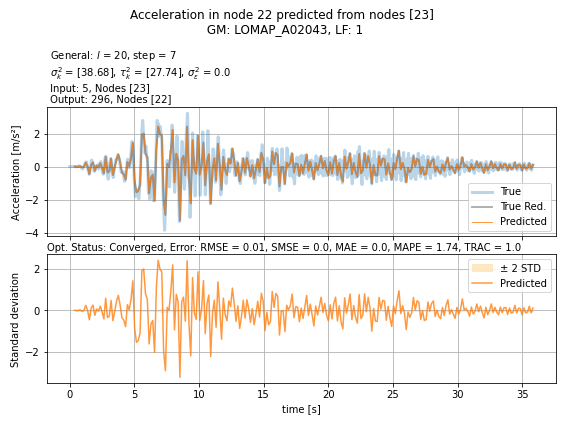 Acceleration in node 22 predicted from nodes [23]
GM: LOMAP_A02043, LF: 1
General: l = 20, step = 7
σ²ₖ = [38.68], τ²ₖ = [27.74], σ²ε = 0.0
Input: 5, Nodes [23]
Output: 296, Nodes [22]
Acceleration [m/s²]
2
0
−2
−4
True
True Red.
Predicted
Opt. Status: Converged, Error: RMSE = 0.01, SMSE = 0.0, MAE = 0.0, MAPE = 1.74, TRAC = 1.0
Standard deviation
2
0
−2
± 2 STD
Predicted
0 5 10 15 20 25 30 35
time [s]